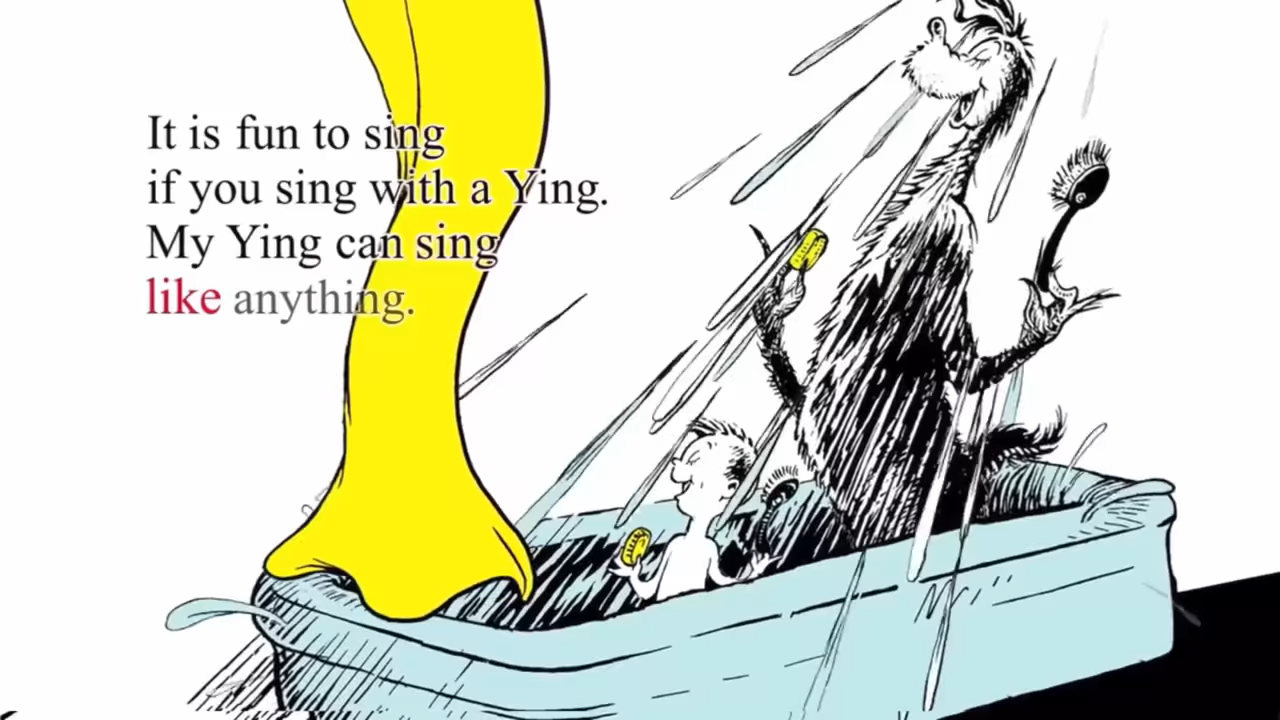 It is fun to sing
if you sing with a Ying.
My Ying can sing
like anything.